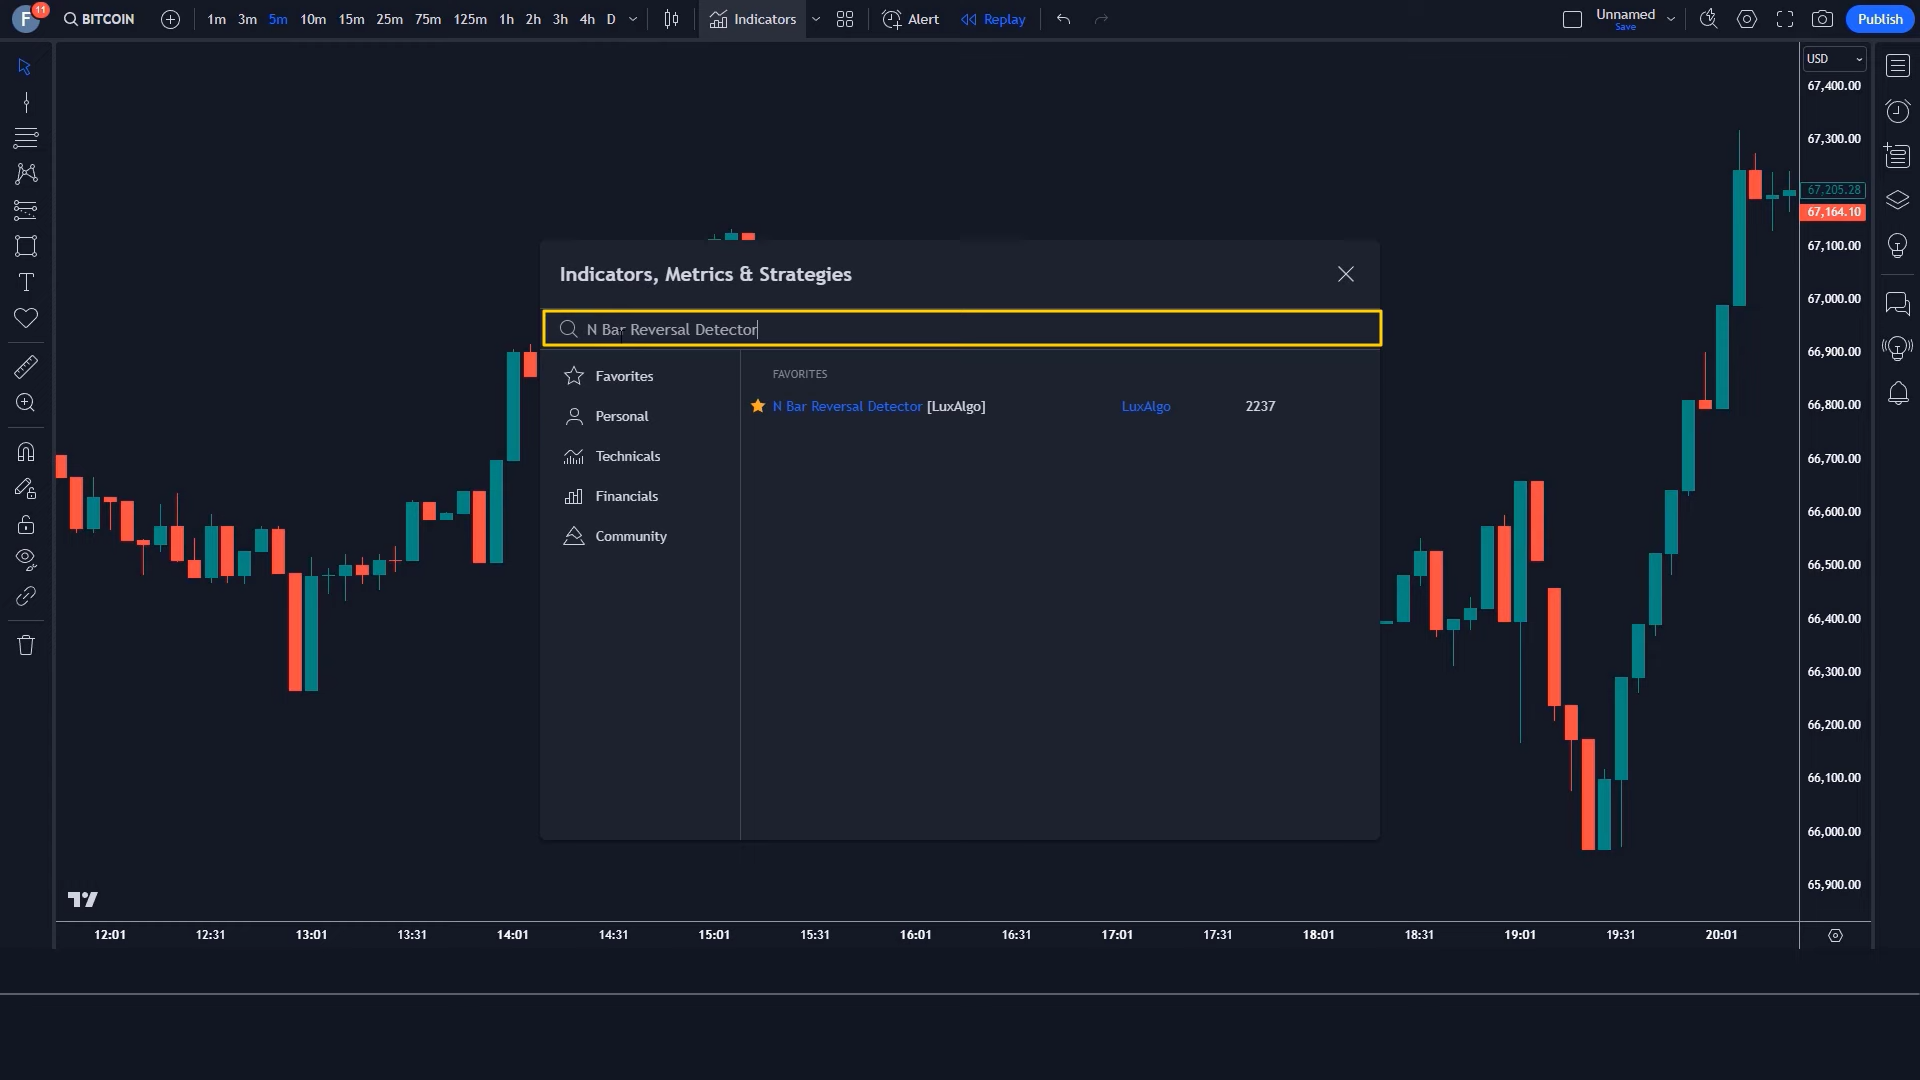 F 11 BITCOIN 1m 3m 5m 10m 15m 25m 75m 125m 1h 2h 3h 4h D Indicators Alert Replay Unnamed Save Publish
USD
67,400.00
67,300.00
67,205.28
67,164.10
67,100.00
67,000.00
66,900.00
66,800.00
66,700.00
66,600.00
66,500.00
66,400.00
66,300.00
66,200.00
66,100.00
66,000.00
65,900.00
Indicators, Metrics & Strategies
N Bar Reversal Detector
Favorites
Personal
Technicals
Financials
Community
FAVORITES
N Bar Reversal Detector [LuxAlgo] LuxAlgo 2237
12:01 12:31 13:01 13:31 14:01 14:31 15:01 15:31 16:01 16:31 17:01 17:31 18:01 18:31 19:01 19:31 20:01